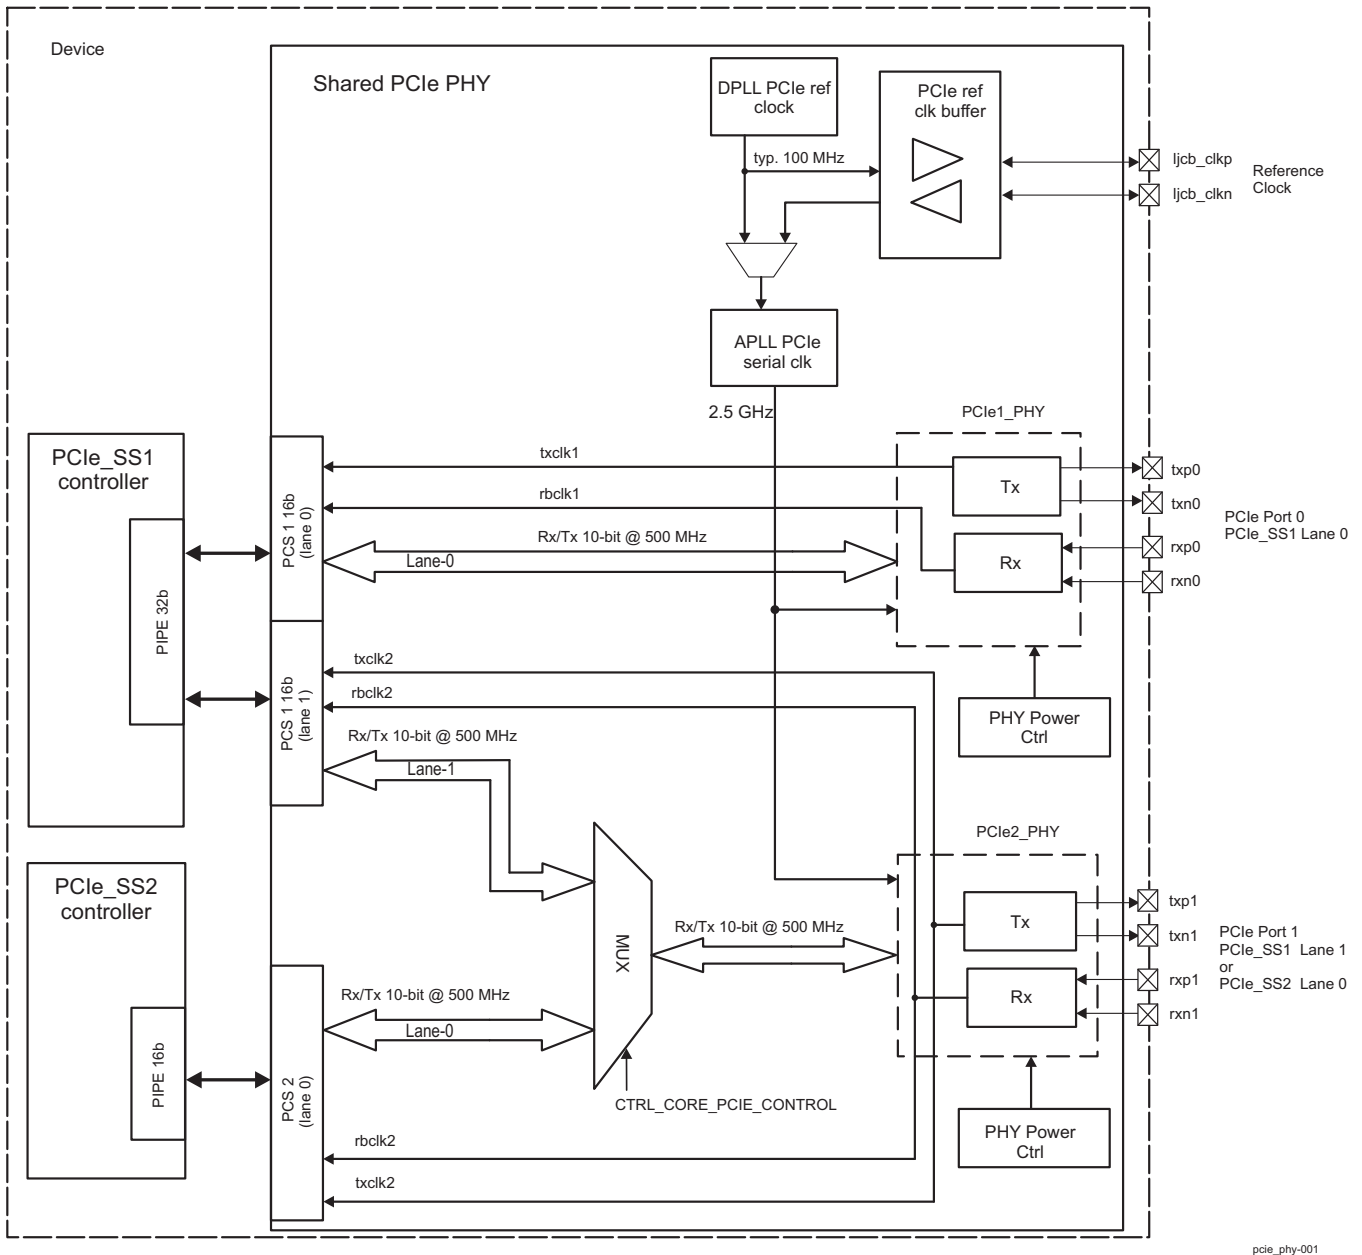 Device
Shared PCIe PHY
DPLL PCIe ref
clock
PCIe ref
clk buffer
typ. 100 MHz
ljcb_clkp
ljcb_clkn
Reference
Clock
APLL PCIe
serial clk
2.5 GHz
PCIe1_PHY
PCIe_SS1
controller
PIPE 32b
PCS 1 16b
(lane 0)
txclk1
rbclk1
Rx/Tx 10-bit @ 500 MHz
Lane-0
Tx
Rx
txp0
txn0
rxp0
rxn0
PCIe Port 0
PCIe_SS1 Lane 0
PCS 1 16b
(lane 1)
txclk2
rbclk2
Rx/Tx 10-bit @ 500 MHz
Lane-1
PHY Power
Ctrl
PCIe2_PHY
PCIe_SS2
controller
PIPE 16b
PCS 2
(lane 0)
MUX
Rx/Tx 10-bit @ 500 MHz
Tx
Rx
txp1
txn1
rxp1
rxn1
PCIe Port 1
PCIe_SS1 Lane 1
or
PCIe_SS2 Lane 0
Rx/Tx 10-bit @ 500 MHz
Lane-0
CTRL_CORE_PCIE_CONTROL
PHY Power
Ctrl
rbclk2
txclk2
pcie_phy-001